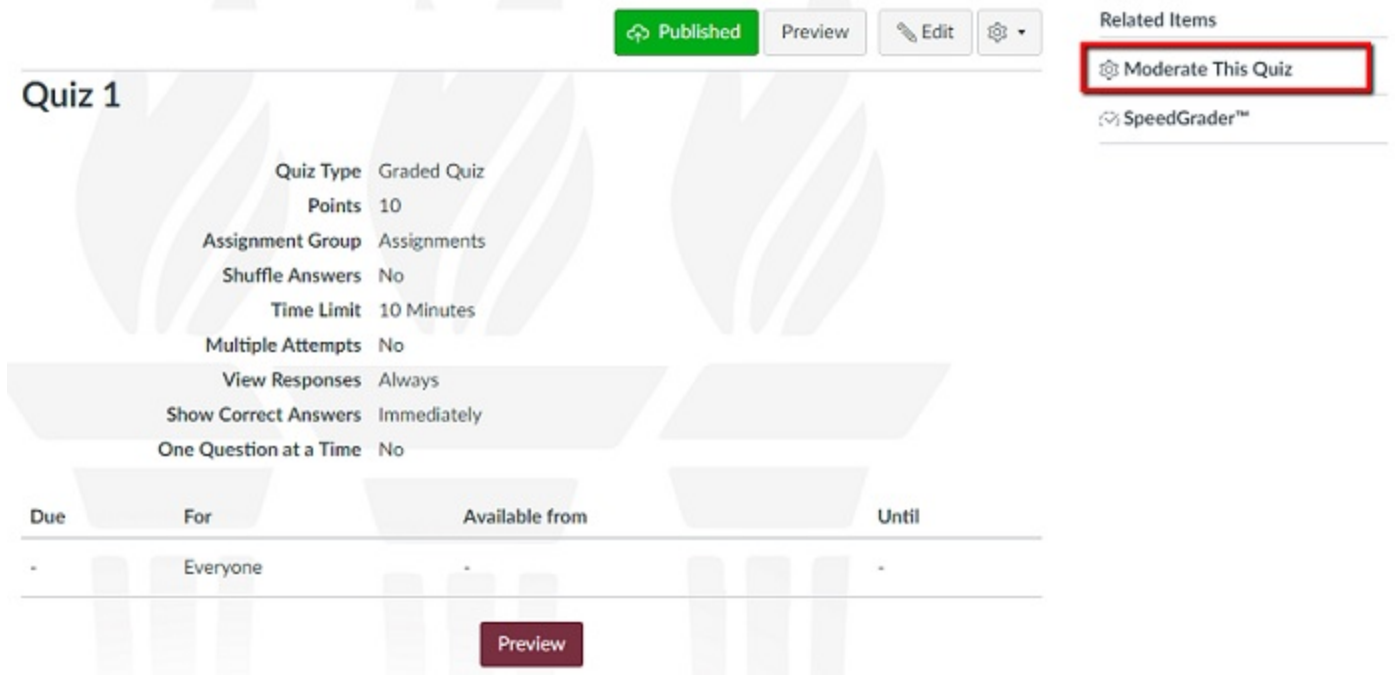 Published Preview Edit
Related Items
Moderate This Quiz
SpeedGrader™
Quiz 1
Quiz Type Graded Quiz
Points 10
Assignment Group Assignments
Shuffle Answers No
Time Limit 10 Minutes
Multiple Attempts No
View Responses Always
Show Correct Answers Immediately
One Question at a Time No
Due For Available from Until
- Everyone - -
Preview